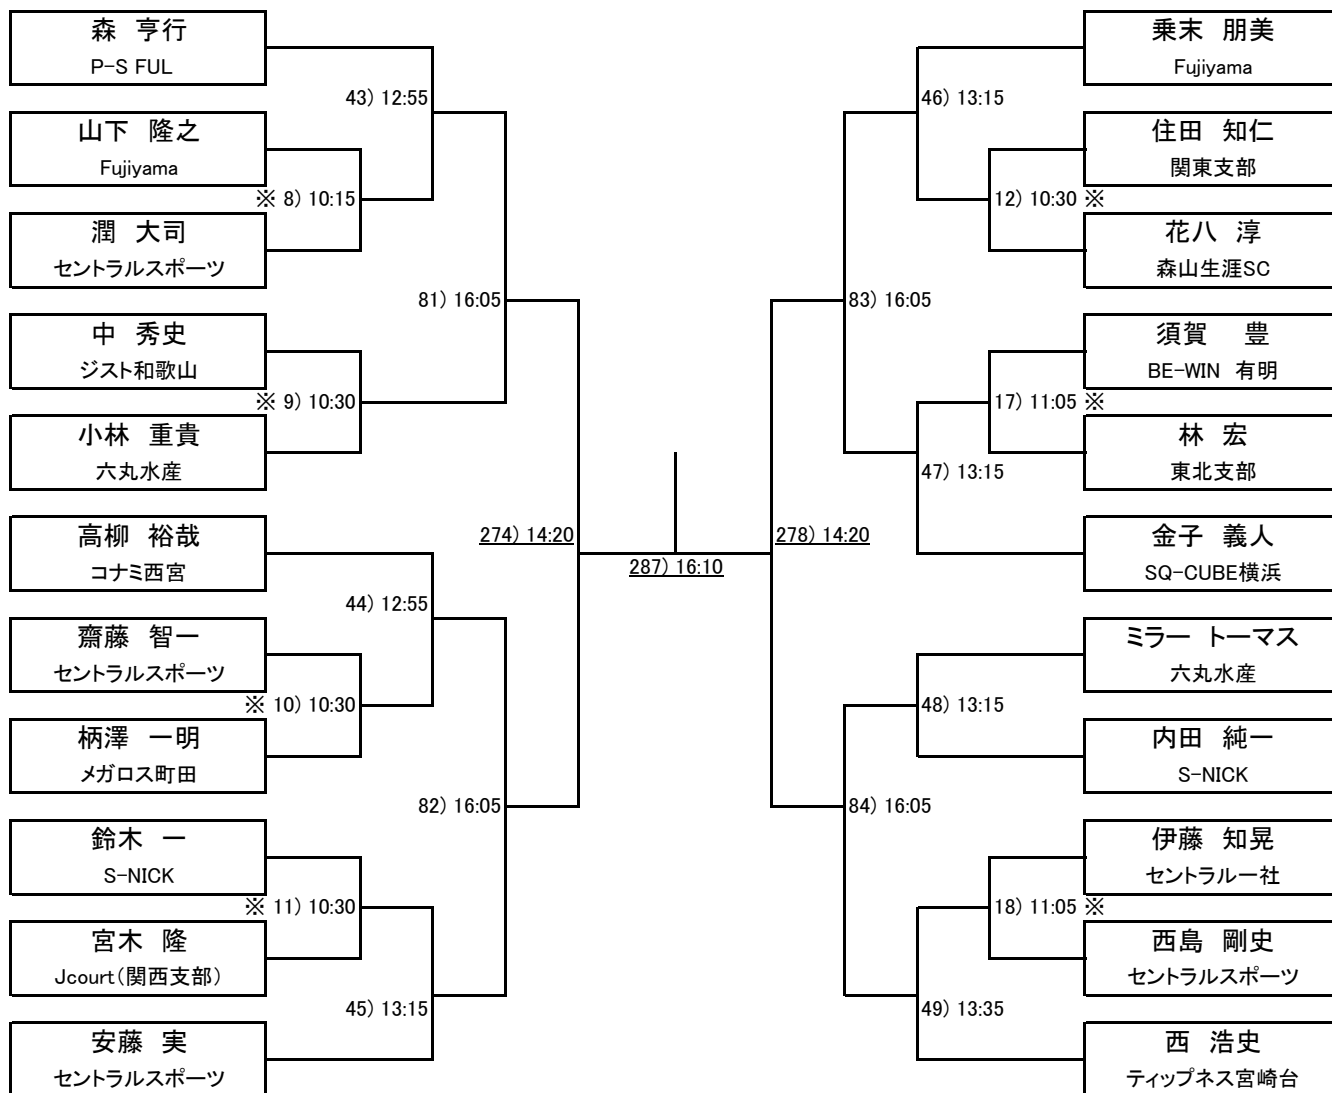 森　亨行
P-S FUL
43) 12:55
山下　隆之
Fujiyama
※ 8) 10:15
潤　大司
セントラルスポーツ
81) 16:05
中　秀史
ジスト和歌山
※ 9) 10:30
小林　重貴
六丸水産
274) 14:20
高柳　裕哉
コナミ西宮
44) 12:55
齋藤　智一
セントラルスポーツ
※ 10) 10:30
柄澤　一明
メガロス町田
82) 16:05
鈴木　一
S-NICK
※ 11) 10:30
宮木　隆
Jcourt(関西支部)
45) 13:15
安藤　実
セントラルスポーツ
287) 16:10
乗末　朋美
Fujiyama
46) 13:15
住田　知仁
関東支部
12) 10:30 ※
花八　淳
森山生涯SC
83) 16:05
須賀　豊
BE-WIN　有明
17) 11:05 ※
林　宏
東北支部
47) 13:15
278) 14:20
金子　義人
SQ-CUBE横浜
ミラー　トーマス
六丸水産
48) 13:15
内田　純一
S-NICK
84) 16:05
伊藤　知晃
セントラル一社
18) 11:05 ※
西島　剛史
セントラルスポーツ
49) 13:35
西　浩史
ティップネス宮崎台